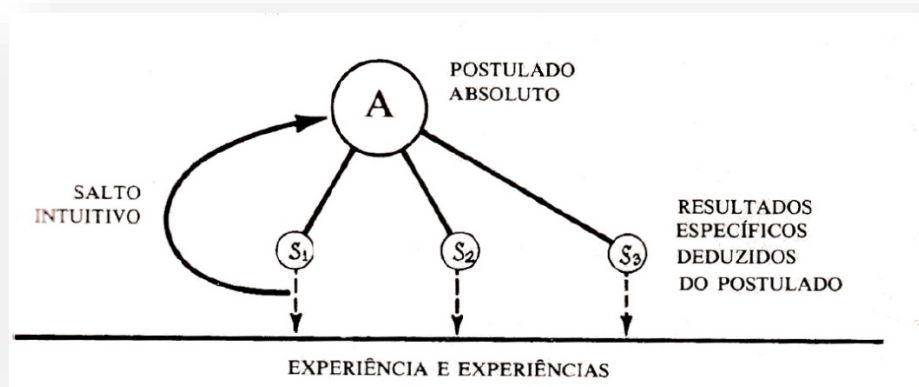 POSTULADO
ABSOLUTO
A
SALTO
INTUITIVO
S1
S2
S3
RESULTADOS
ESPECÍFICOS
DEDUZIDOS
DO POSTULADO
EXPERIÊNCIA E EXPERIÊNCIAS